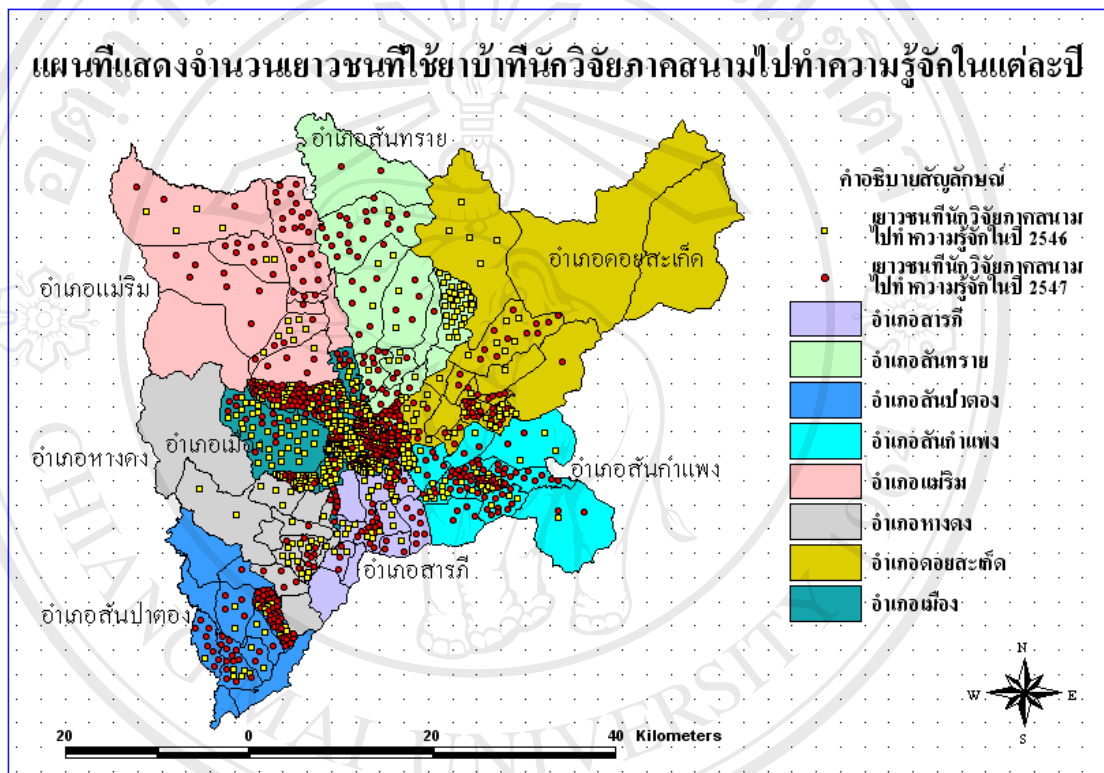 แผนที่แสดงจำนวนเยาวชนที่ใช้ยาบ้าที่นักวิจัยภาคสนามไปทำความรู้จักในแต่ละปี
อำเภอสันทราย
คำอธิบายสัญลักษณ์
เยาวชนที่นักวิจัยภาคสนาม
ไปทำความรู้จักในปี 2546
เยาวชนที่นักวิจัยภาคสนาม
ไปทำความรู้จักในปี 2547
อำเภอดอยสะเก็ด
อำเภอแม่ริม
อำเภอสารภี
อำเภอสันทราย
อำเภอสันป่าตอง
อำเภอสันกำแพง
อำเภอแม่ริม
อำเภอหางดง
อำเภอดอยสะเก็ด
อำเภอเมือง
อำเภอเมือง
อำเภอหางดง
อำเภอสันกำแพง
อำเภอสารภี
อำเภอสันป่าตอง
N
W E
S
20 0 20 40 Kilometers
CHIANG MAI UNIVERSITY 1964